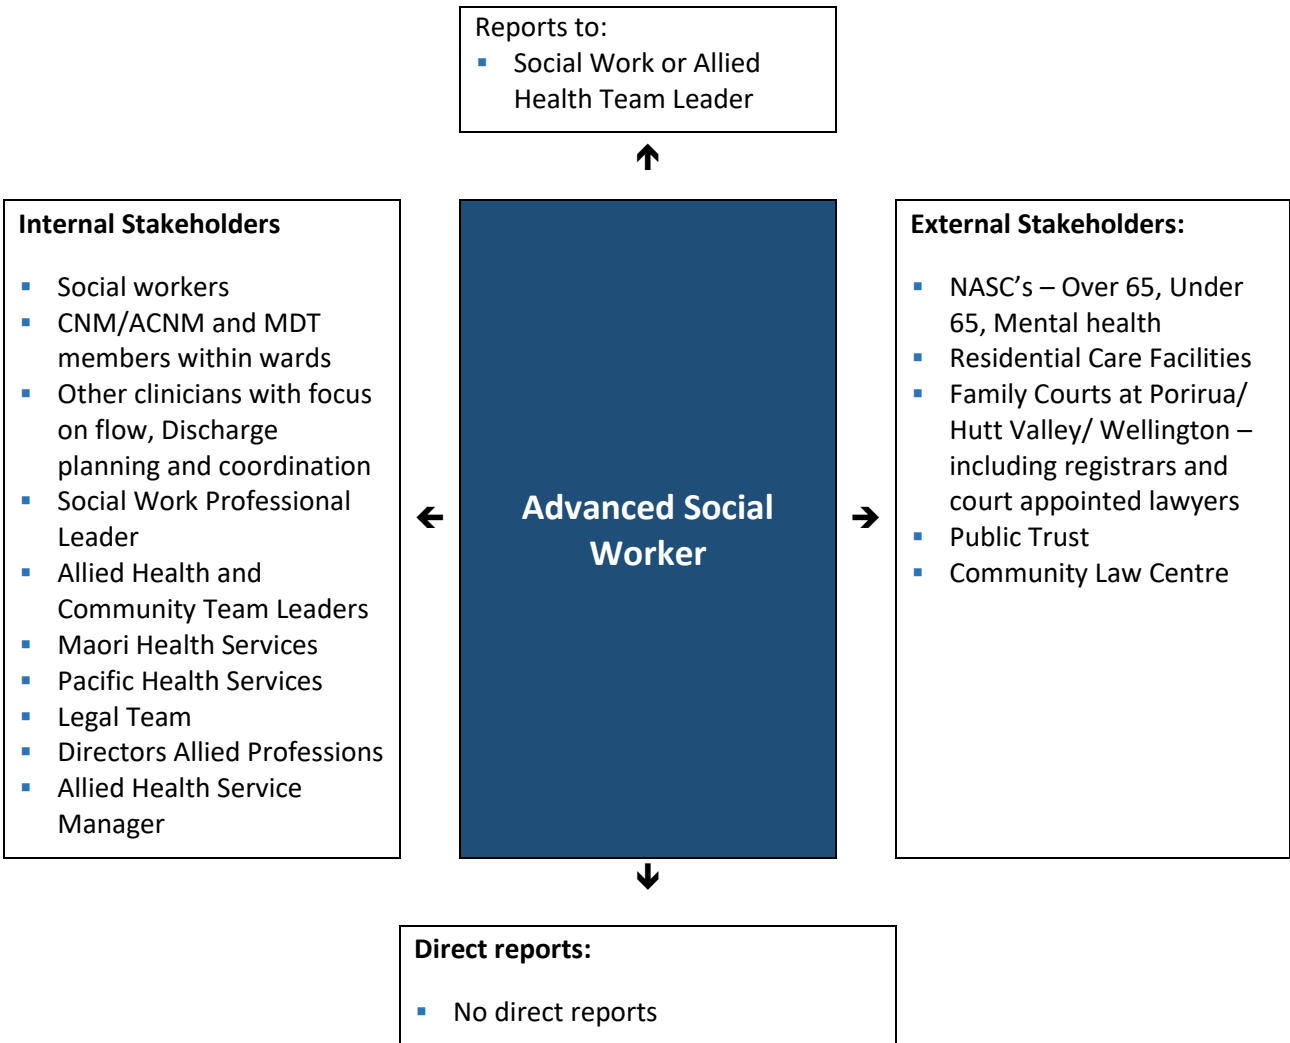 Reports to:
▪ Social Work or Allied
Health Team Leader
Internal Stakeholders
▪ Social workers
▪ CNM/ACNM and MDT
members within wards
▪ Other clinicians with focus
on flow, Discharge
planning and coordination
▪ Social Work Professional
Leader
▪ Allied Health and
Community Team Leaders
▪ Maori Health Services
▪ Pacific Health Services
▪ Legal Team
▪ Directors Allied Professions
▪ Allied Health Service
Manager
Advanced Social
Worker
External Stakeholders:
▪ NASC’s – Over 65, Under
65, Mental health
▪ Residential Care Facilities
▪ Family Courts at Porirua/
Hutt Valley/ Wellington –
including registrars and
court appointed lawyers
▪ Public Trust
▪ Community Law Centre
Direct reports:
▪ No direct reports